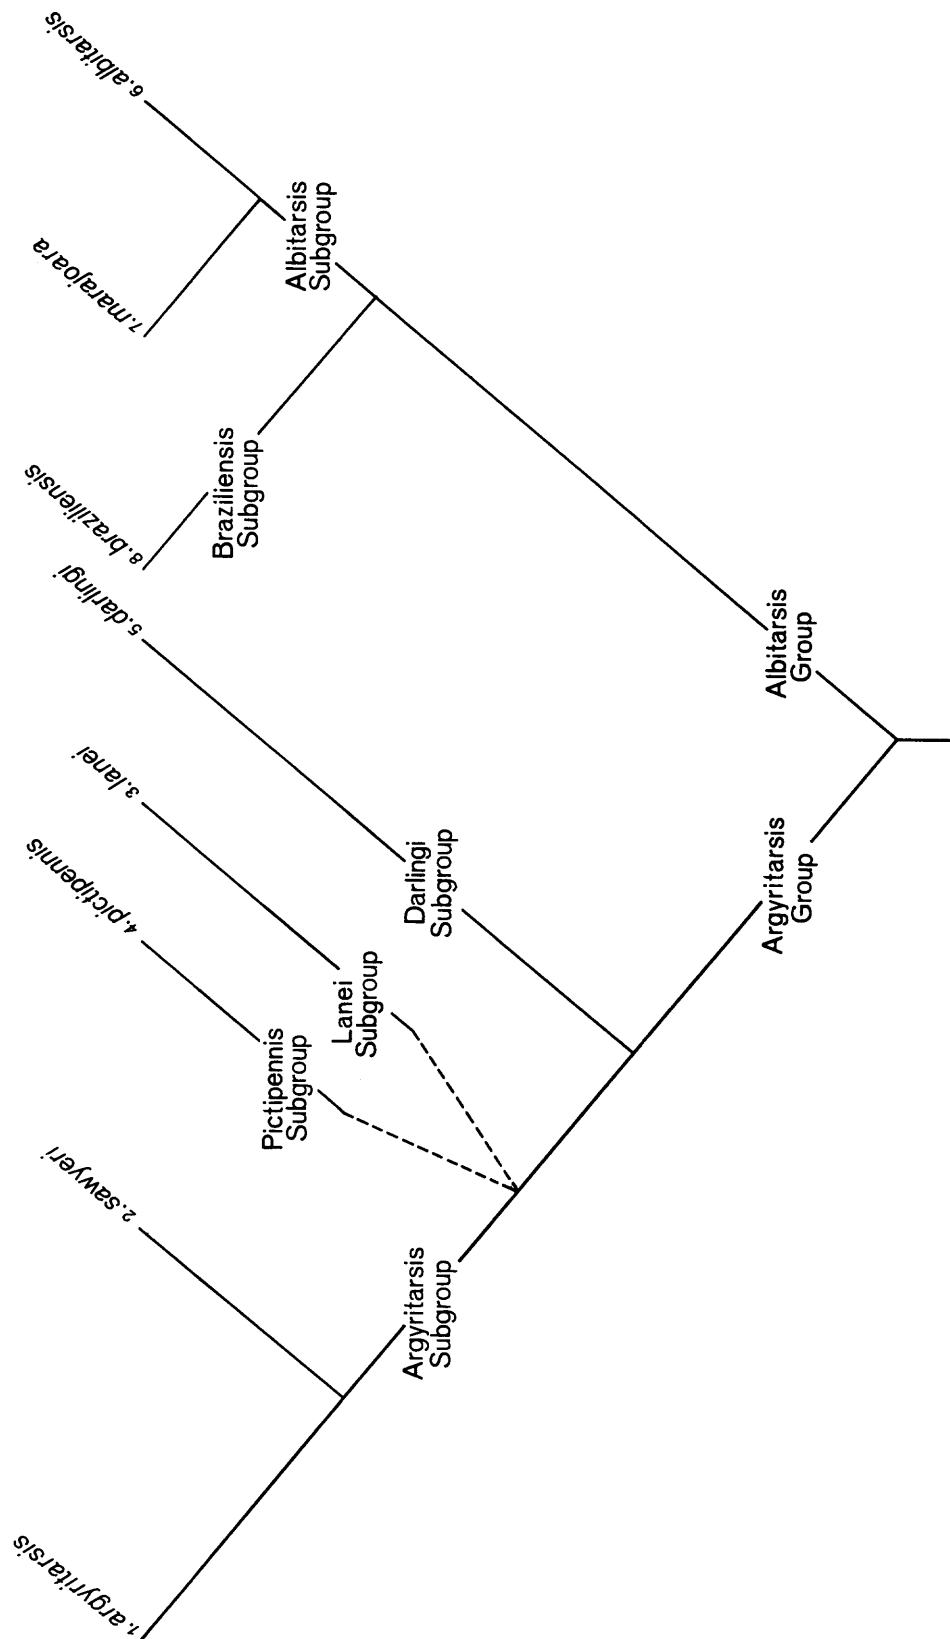 6.albitarsis
Albitarsis
Subgroup
7.marajoara
Braziliensis
Subgroup
8.braziliensis
5.darlingi
Albitarsis
Group
3.lanei
Darlingi
Subgroup
Argyritarsis
Group
4.pictipennis
Lanei
Subgroup
Pictipennis
Subgroup
2.sawyeri
Argyritarsis
Subgroup
1.argyritarsis